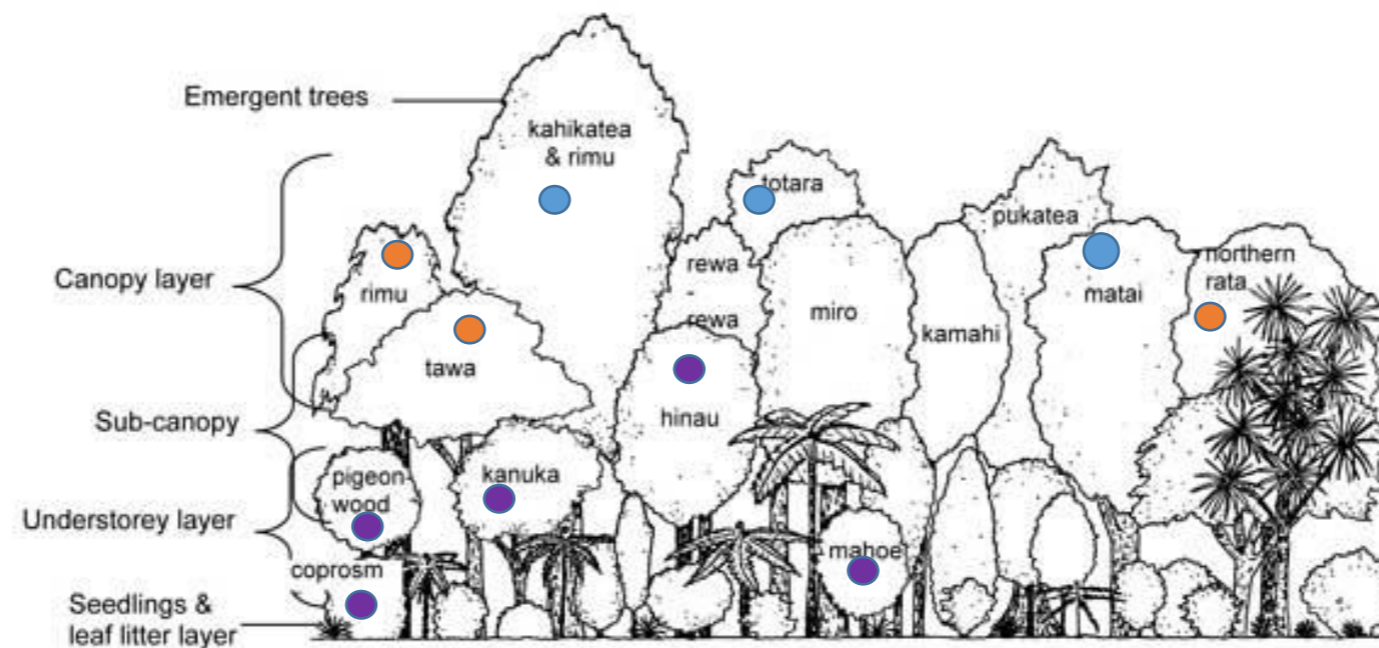 Emergent trees
kahikatea
& rimu
totara
pukatea
Canopy layer
rimu
rewa
rewa
miro
kamahi
matai
northern
rata
tawa
Sub-canopy
hinau
pigeon-
wood
kanuka
Understorey layer
mahoe
coprosm
Seedlings &
leaf litter layer